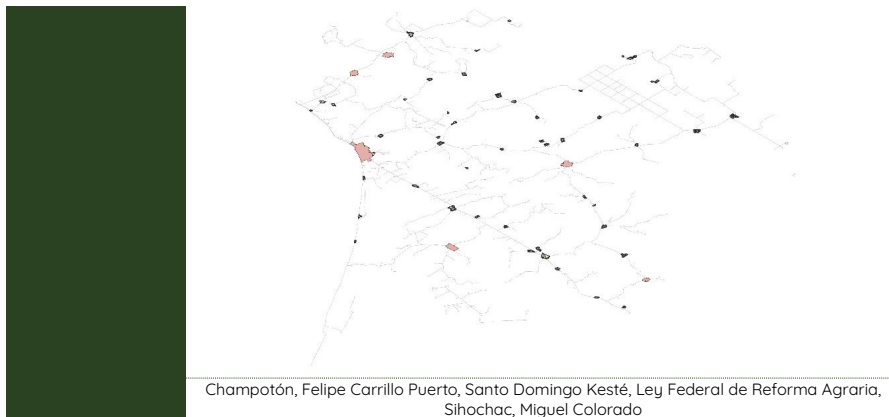 Champotón, Felipe Carrillo Puerto, Santo Domingo Kesté, Ley Federal de Reforma Agraria,
Sihochac, Miguel Colorado